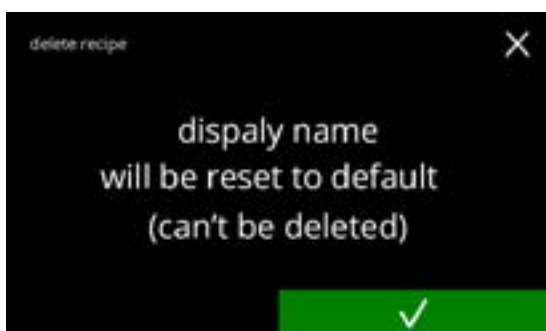 delete recipe
dispaly name
will be reset to default
(can't be deleted)